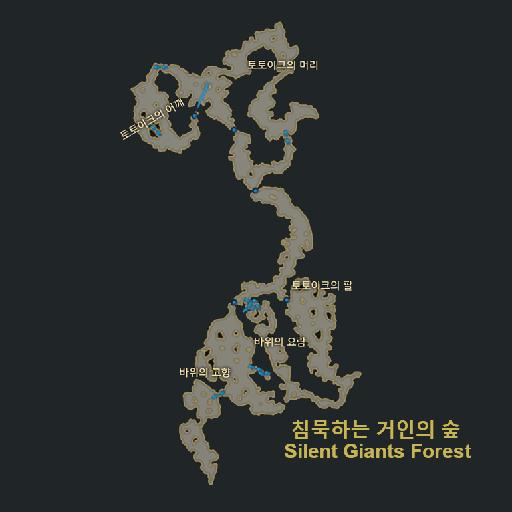 토토이크의 머리
토토이크의 어깨
토토이크의 팔
바위의 요람
바위의 고향
침묵하는 거인의 숲
Silent Giants Forest